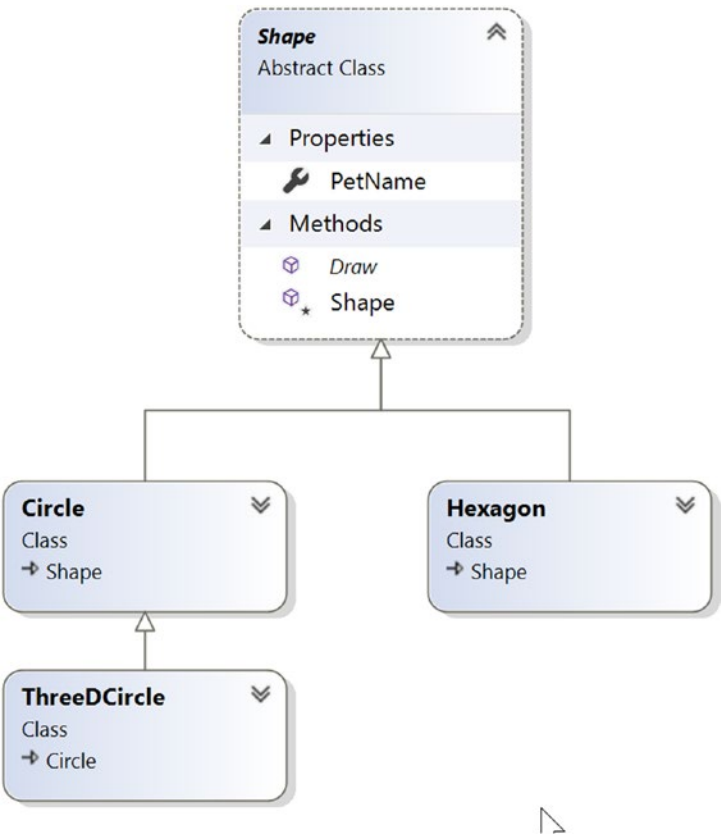 Shape
Abstract Class
Properties
PetName
Methods
Draw
Shape
Circle
Class
Shape
Hexagon
Class
Shape
ThreeDCircle
Class
Circle